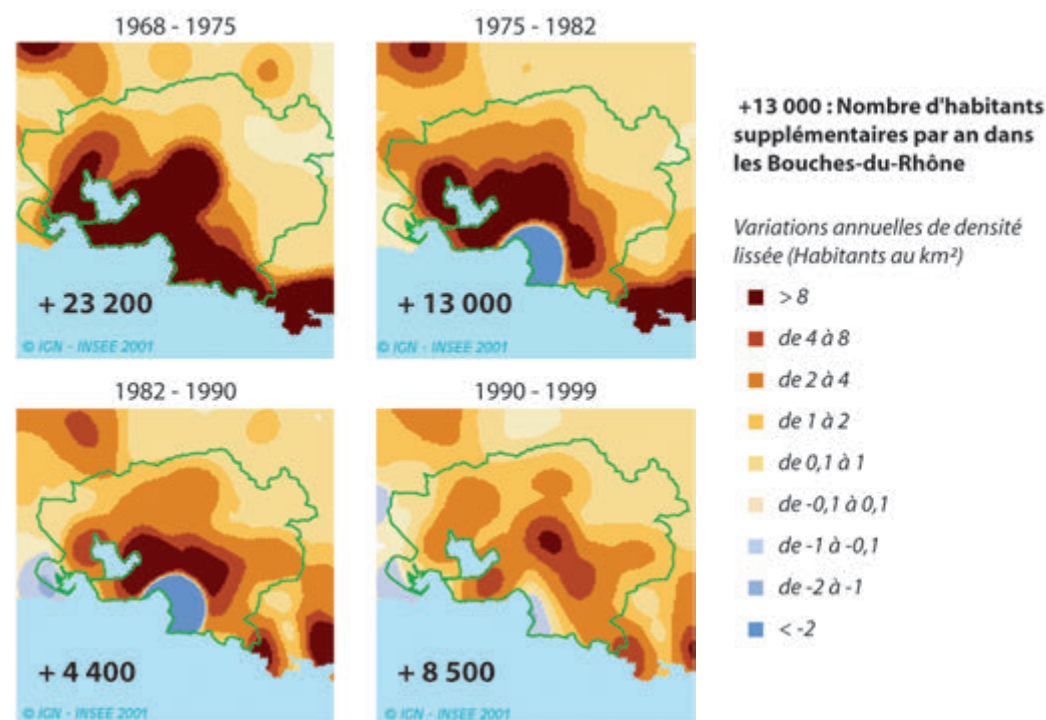 1968 - 1975
1975 - 1982
+ 23 200
© IGN - INSEE 2001
+ 13 000
© IGN - INSEE 2001
1982 - 1990
1990 - 1999
+ 4 400
© IGN - INSEE 2001
+ 8 500
© IGN - INSEE 2001
+13 000 : Nombre d'habitants
supplémentaires par an dans
les Bouches-du-Rhône
Variations annuelles de densité
lissée (Habitants au km²)
> 8
de 4 à 8
de 2 à 4
de 1 à 2
de 0,1 à 1
de -0,1 à 0,1
de -1 à -0,1
de -2 à -1
< -2